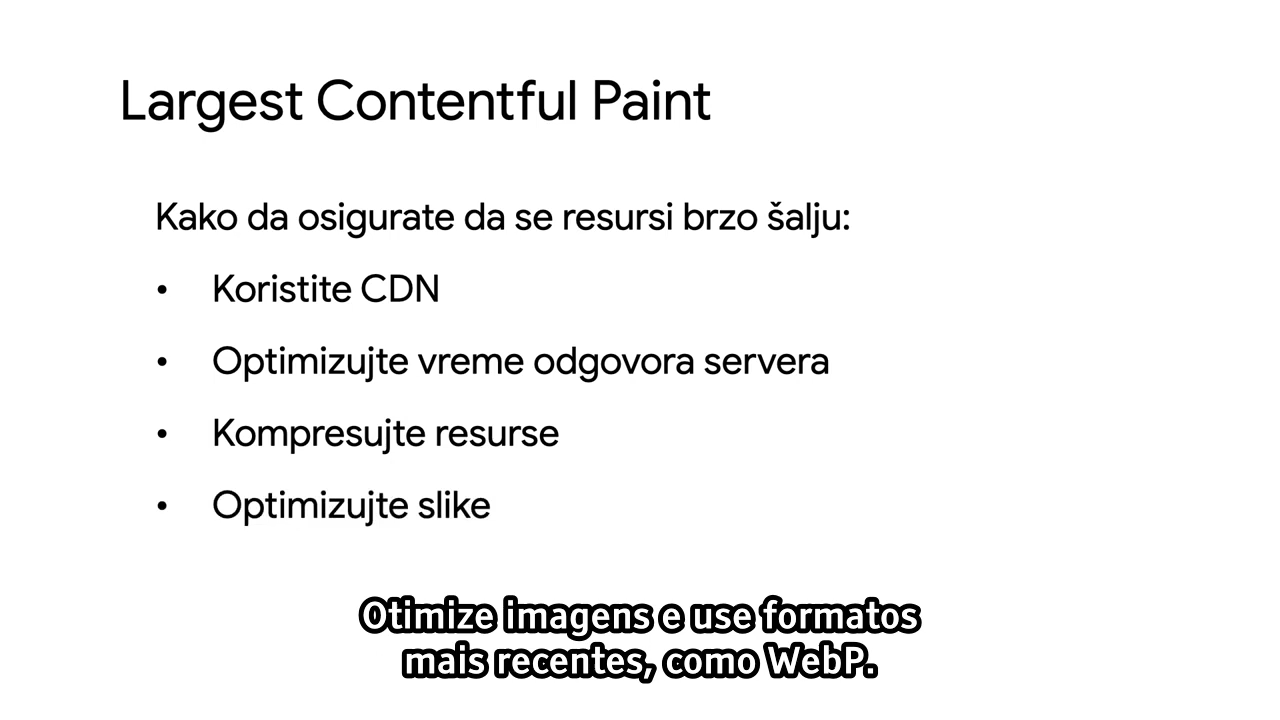 Largest Contentful Paint
Kako da osigurate da se resursi brzo šalju:
• Koristite CDN
• Optimizujte vreme odgovora servera
• Kompresujte resurse
• Optimizujte slike
Otimize imagens e use formatos
mais recentes, como WebP.